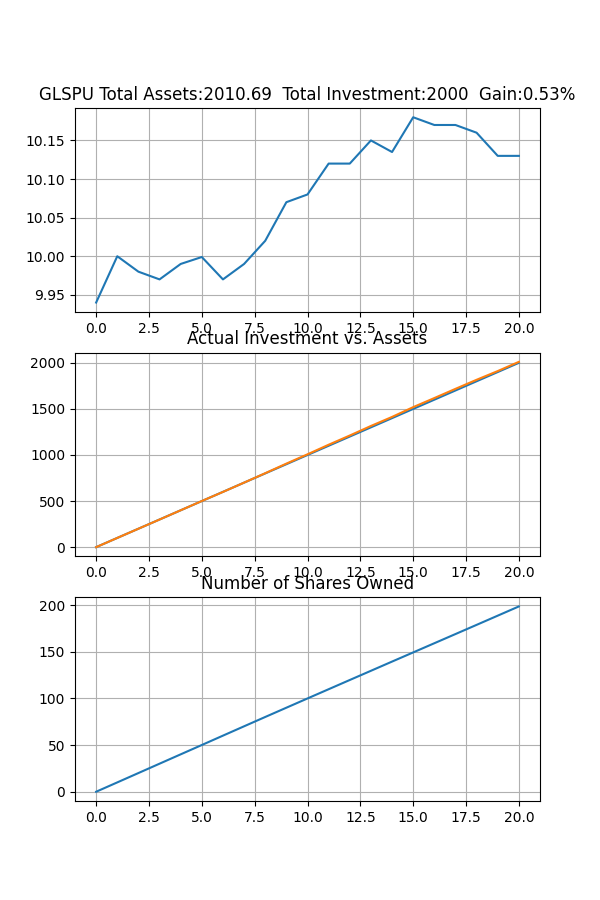 GLSPU Total Assets:2010.69  Total Investment:2000  Gain:0.53%
10.15
10.10
10.05
10.00
9.95
0.0 2.5 5.0 7.5 10.0 12.5 15.0 17.5 20.0
Actual Investment vs. Assets
2000
1500
1000
500
0
0.0 2.5 5.0 7.5 10.0 12.5 15.0 17.5 20.0
Number of Shares Owned
200
150
100
50
0
0.0 2.5 5.0 7.5 10.0 12.5 15.0 17.5 20.0